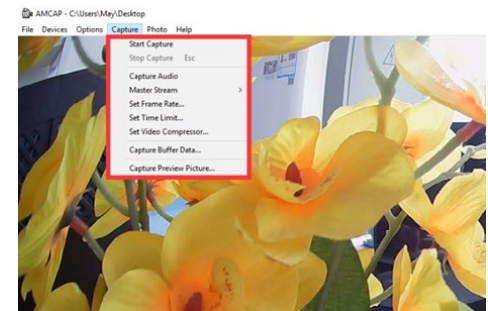 AMCAP - C:\Users\May\Desktop
File Devices Options Capture Photo Help
Start Capture
Stop Capture Esc
Capture Audio
Master Stream >
Set Frame Rate...
Set Time Limit...
Set Video Compressor...
Capture Buffer Data...
Capture Preview Picture...